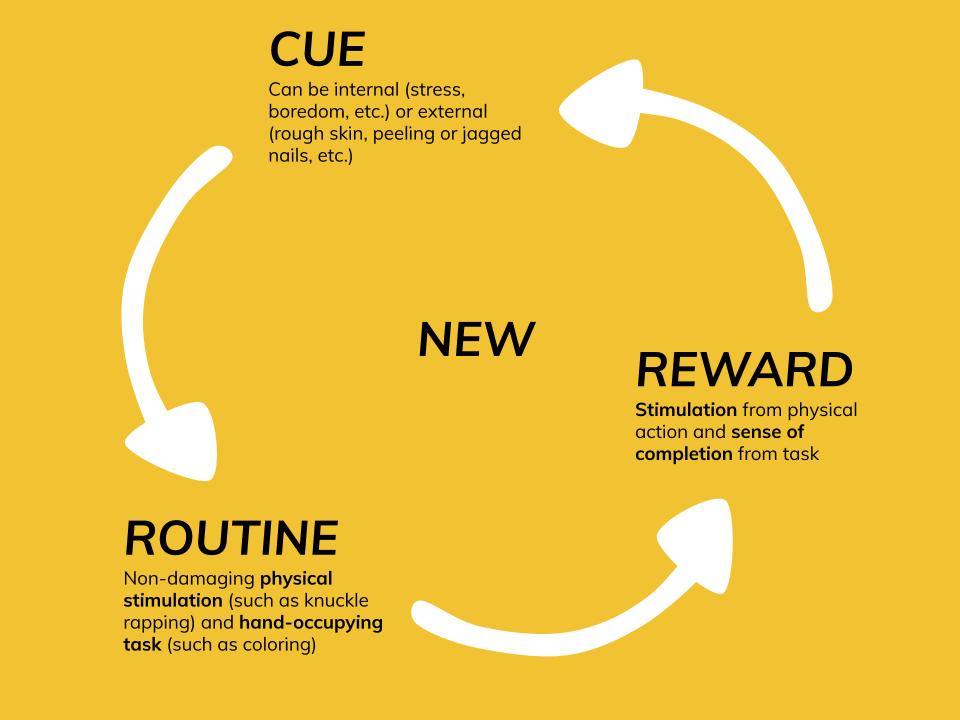 CUE
Can be internal (stress,
boredom, etc.) or external
(rough skin, peeling or jagged
nails, etc.)
NEW
ROUTINE
Non-damaging physical
stimulation (such as knuckle
rapping) and hand-occupying
task (such as coloring)
REWARD
Stimulation from physical
action and sense of
completion from task